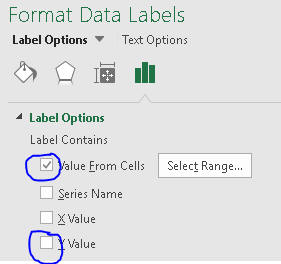 Format Data Labels
Label Options Text Options
Label Options
Label Contains
Value From Cells Select Range...
Series Name
X Value
Y Value